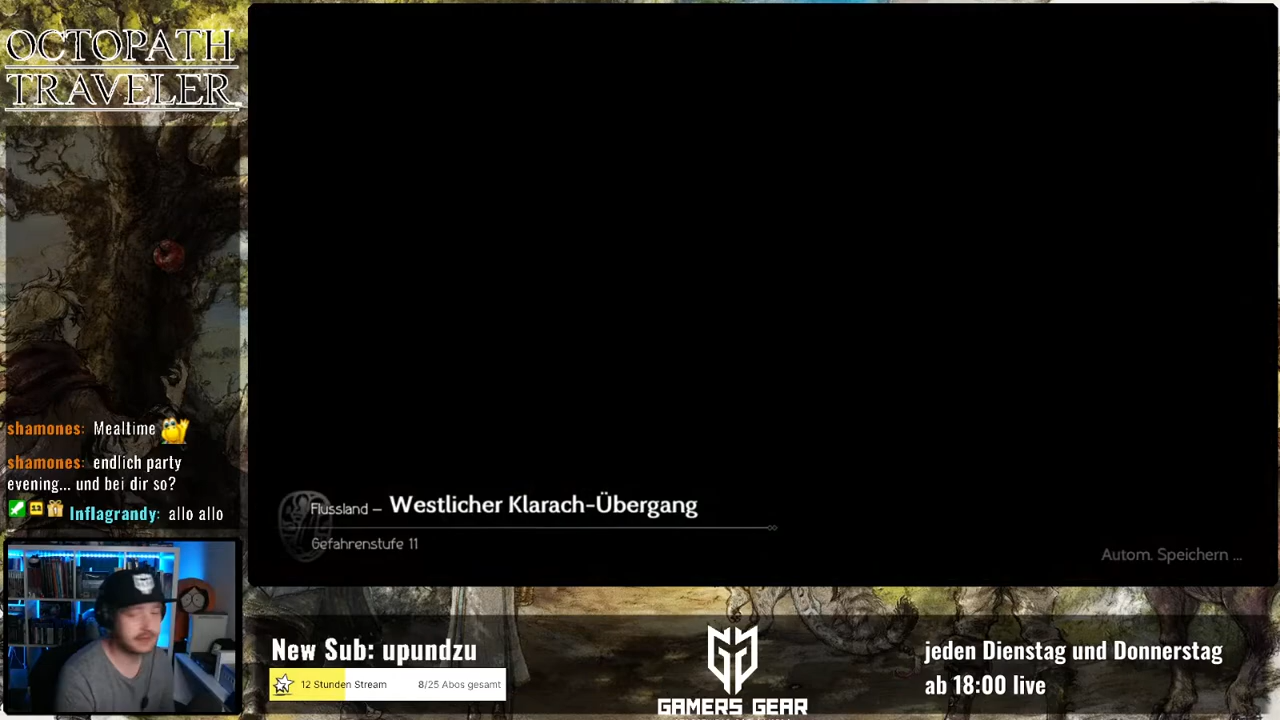 OCTOPATH
TRAVELER
shamones: Mealtime
shamones: endlich party
evening... und bei dir so?
Inflagrandy: allo allo
Flussland – Westlicher Klarach-Übergang
Gefahrenstufe 11
Autom. Speichern ...
New Sub: upundzu
12 Stunden Stream 8/25 Abos gesamt
GAMERS GEAR
jeden Dienstag und Donnerstag
ab 18:00 live